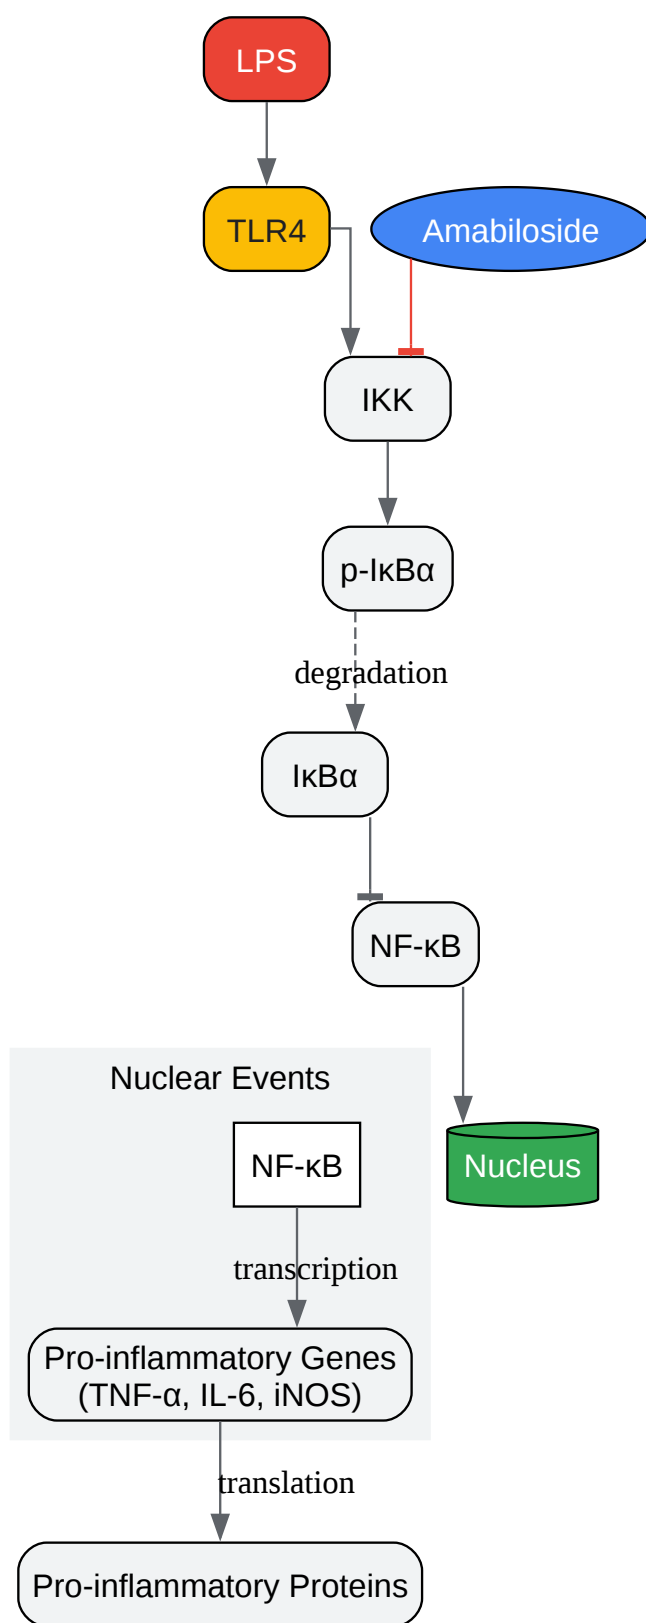 LPS
TLR4
Amabiloside
IKK
p-IκBα
degradation
IκBα
NF-κB
Nuclear Events
NF-κB
Nucleus
transcription
Pro-inflammatory Genes
(TNF-α, IL-6, iNOS)
translation
Pro-inflammatory Proteins